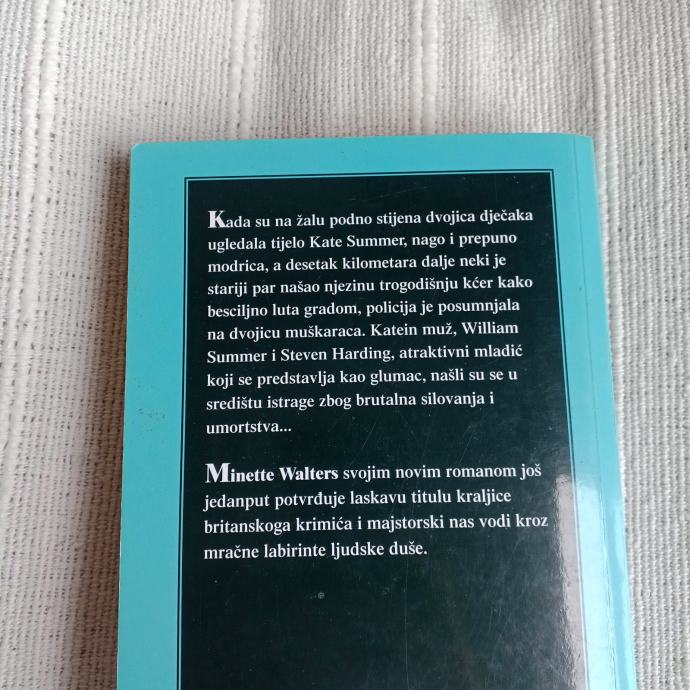 Kada su na žalu podno stijena dvojica dječaka
ugledala tijelo Kate Summer, nago i prepuno
modrica, a desetak kilometara dalje neki je
stariji par našao njezinu trogodišnju kćer kako
besciljno luta gradom, policija je posumnjala
na dvojicu muškaraca. Katein muž, William
Summer i Steven Harding, atraktivni mladić
koji se predstavlja kao glumac, našli su se u
središtu istrage zbog brutalna silovanja i
umortstva...
Minette Walters svojim novim romanom još
jedanput potvrđuje laskavu titulu kraljice
britanskoga krimića i majstorski nas vodi kroz
mračne labirinte ljudske duše.